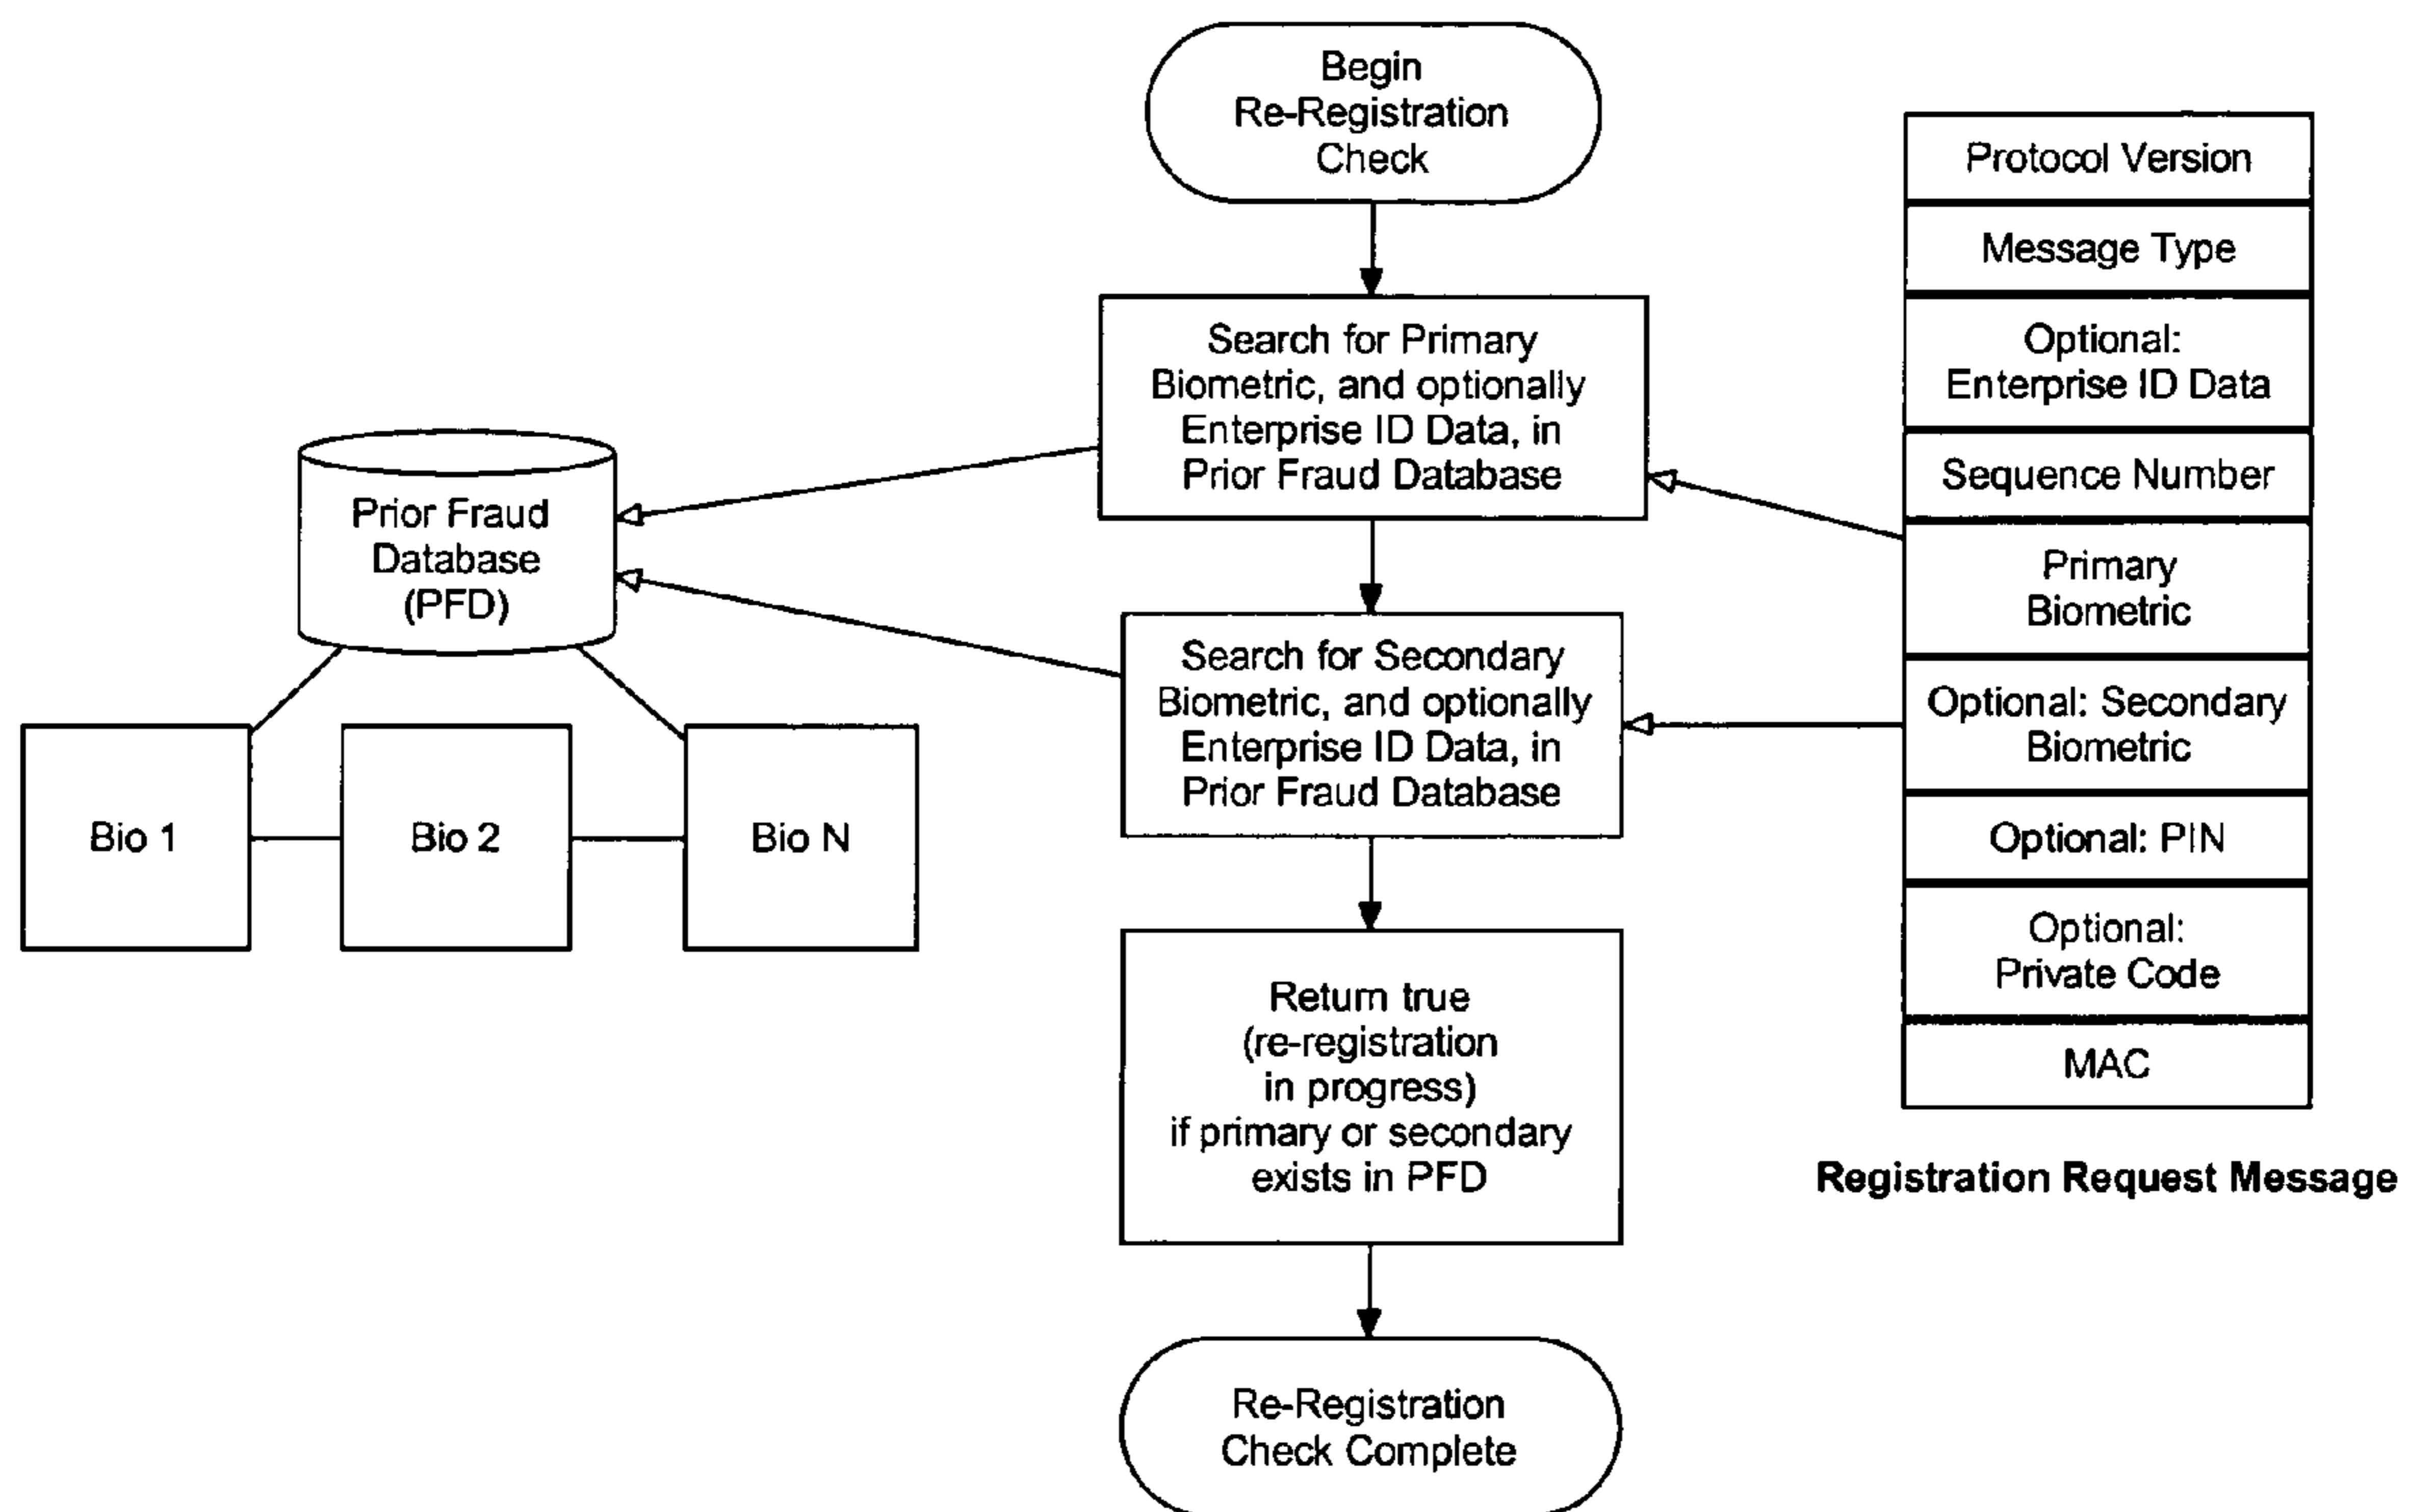 Begin
Re-Registration
Check
Search for Primary
Biometric, and optionally
Enterprise ID Data, in
Prior Fraud Database
Search for Secondary
Biometric, and optionally
Enterprise ID Data, in
Prior Fraud Database
Return true
(re-registration
in progress)
if primary or secondary
exists in PFD
Re-Registration
Check Complete
Prior Fraud
Database
(PFD)
Bio 1
Bio 2
Bio N
Protocol Version
Message Type
Optional:
Enterprise ID Data
Sequence Number
Primary
Biometric
Optional: Secondary
Biometric
Optional: PIN
Optional:
Private Code
MAC
Registration Request Message